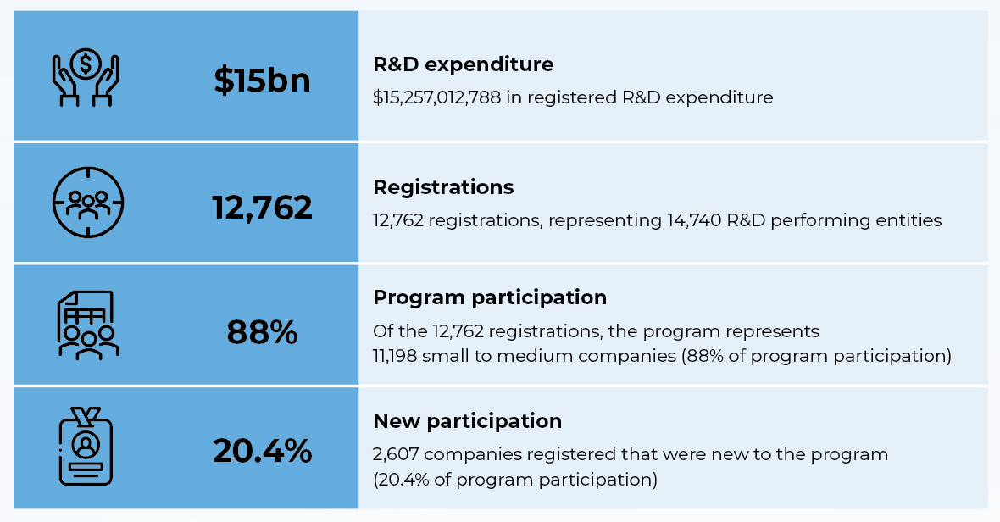 $15bn
R&D expenditure
$15,257,012,788 in registered R&D expenditure
12,762
Registrations
12,762 registrations, representing 14,740 R&D performing entities
88%
Program participation
Of the 12,762 registrations, the program represents
11,198 small to medium companies (88% of program participation)
20.4%
New participation
2,607 companies registered that were new to the program
(20.4% of program participation)